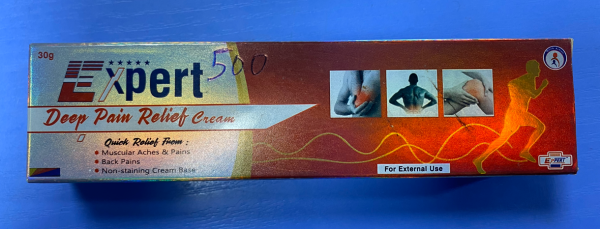 30g
Expert
500
Deep Pain Relief Cream
Quick Relief From :
• Muscular Aches & Pains
• Back Pains
• Non-staining Cream Base
For External Use
EXPERT